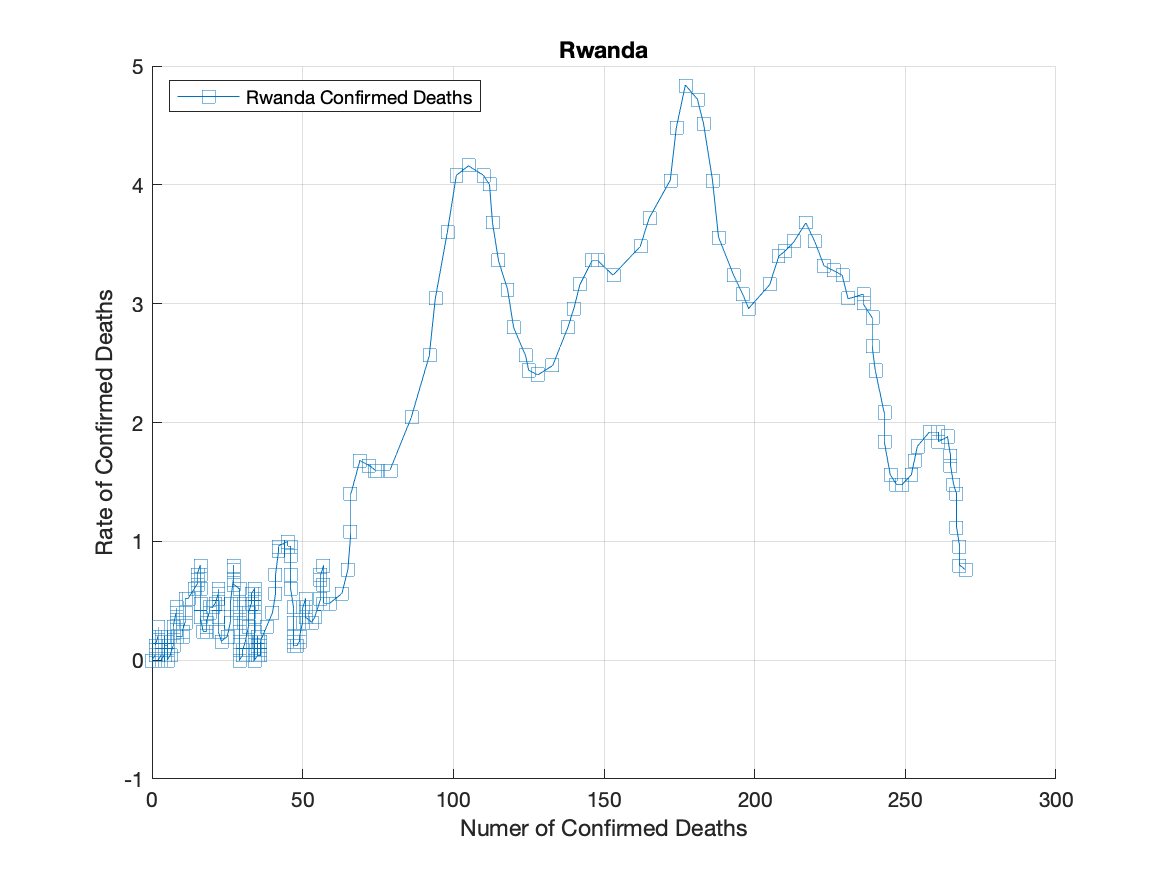 Rwanda
Rwanda Confirmed Deaths
5
4
3
2
1
0
-1
Rate of Confirmed Deaths
0 50 100 150 200 250 300
Numer of Confirmed Deaths